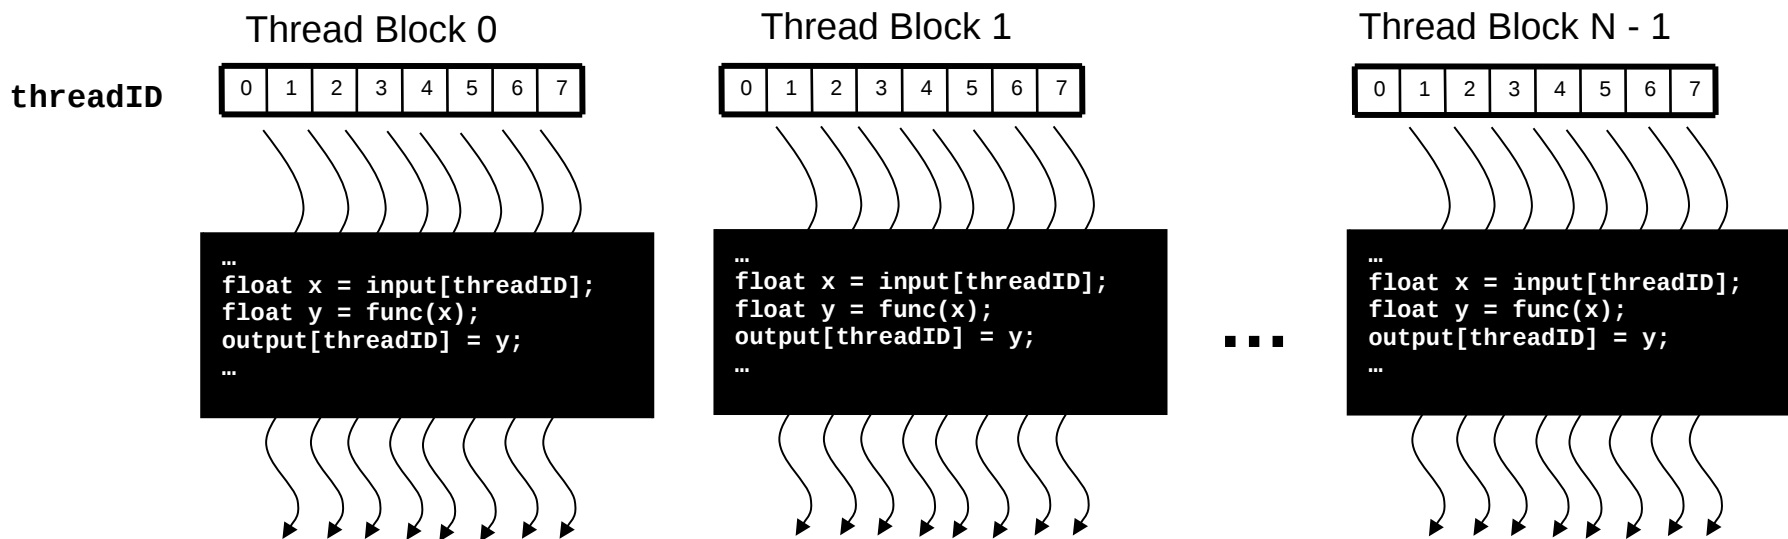 Thread Block 0
Thread Block 1
Thread Block N - 1
threadID
0 1 2 3 4 5 6 7
0 1 2 3 4 5 6 7
0 1 2 3 4 5 6 7
…
float x = input[threadID];
float y = func(x);
output[threadID] = y;
…
…
float x = input[threadID];
float y = func(x);
output[threadID] = y;
…
...
…
float x = input[threadID];
float y = func(x);
output[threadID] = y;
…